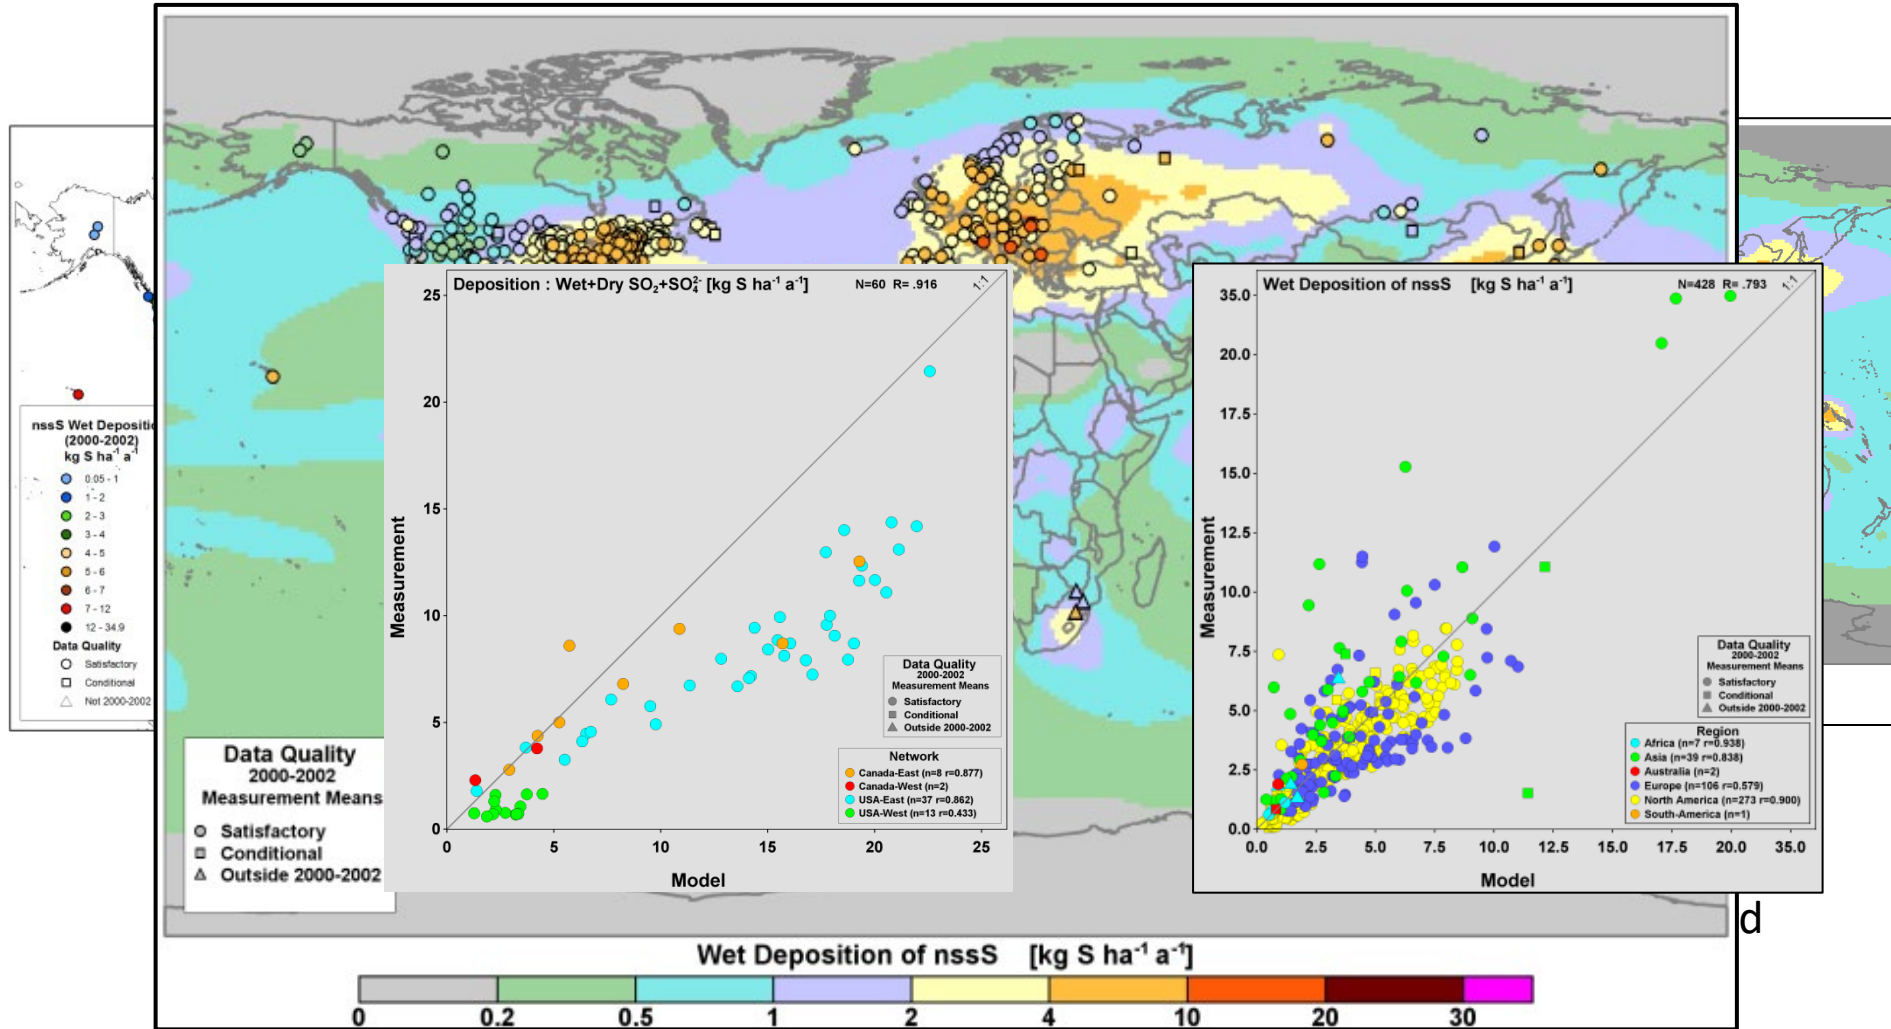 nssS Wet Depositi
(2000-2002)
kg S ha⁻¹ a⁻¹
0.05 - 1
1 - 2
2 - 3
3 - 4
4 - 5
5 - 6
6 - 7
7 - 12
12 - 34.9
Data Quality
Satisfactory
Conditional
Not 2000-2002
Data Quality
2000-2002
Measurement Means
Satisfactory
Conditional
Outside 2000-2002
Deposition : Wet+Dry SO₂+SO₄²⁻ [kg S ha⁻¹ a⁻¹]
N=60 R= .916
1:1
25
20
15
10
5
0
Measurement
0 5 10 15 20 25
Model
Data Quality
2000-2002
Measurement Means
Satisfactory
Conditional
Outside 2000-2002
Network
Canada-East (n=8 r=0.877)
Canada-West (n=2)
USA-East (n=37 r=0.862)
USA-West (n=13 r=0.433)
Wet Deposition of nssS [kg S ha⁻¹ a⁻¹]
N=428 R= .793
1:1
35.0
20.0
17.5
15.0
12.5
10.0
7.5
5.0
2.5
0.0
Measurement
0.0 2.5 5.0 7.5 10.0 12.5 15.0 17.5 20.0 35.0
Model
Data Quality
2000-2002
Measurement Means
Satisfactory
Conditional
Outside 2000-2002
Region
Africa (n=7 r=0.938)
Asia (n=39 r=0.838)
Australia (n=2)
Europe (n=106 r=0.579)
North America (n=273 r=0.900)
South-America (n=1)
d
Wet Deposition of nssS [kg S ha⁻¹ a⁻¹]
0 0.2 0.5 1 2 4 10 20 30